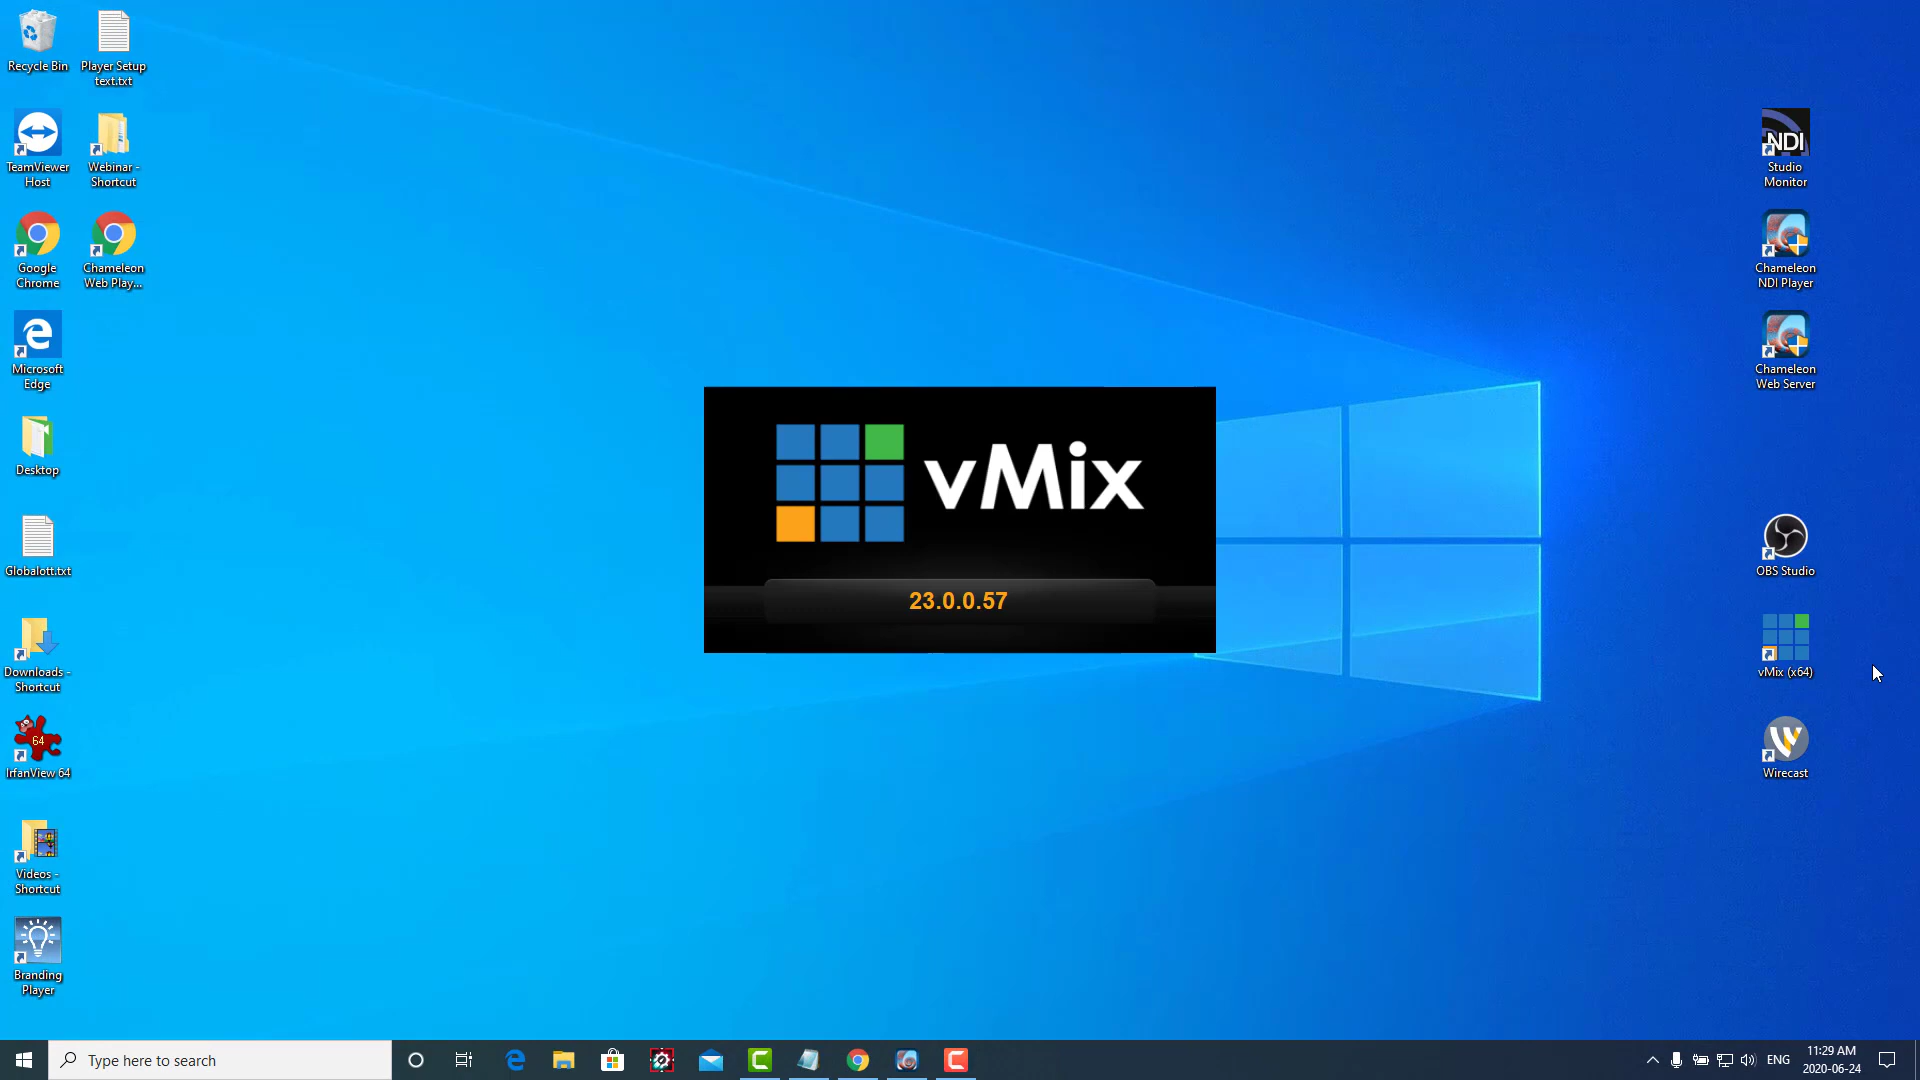 Recycle Bin
Player Setup
text.txt
TeamViewer
Host
Webinar -
Shortcut
Google
Chrome
Chameleon
Web Play...
Microsoft
Edge
Desktop
Globalott.txt
Downloads -
Shortcut
64
IrfanView 64
Videos -
Shortcut
Branding
Player
vMix
23.0.0.57
NDI
Studio
Monitor
Chameleon
NDI Player
Chameleon
Web Server
OBS Studio
vMix (x64)
Wirecast
Type here to search
ENG
11:29 AM
2020-06-24